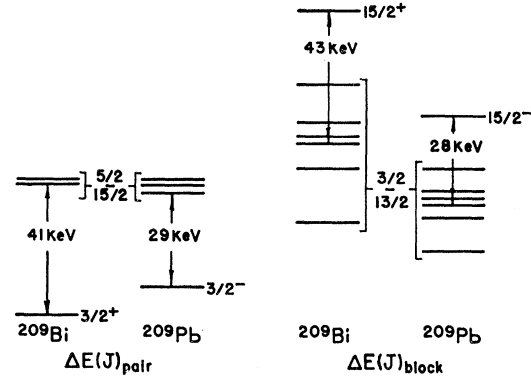 15/2+
43 KeV
15/2-
28 KeV
5/2
15/2
3/2
13/2
41 KeV
29 KeV
3/2-
3/2+
209Bi
209Pb
209Bi
209Pb
ΔE(J)pair
ΔE(J)block